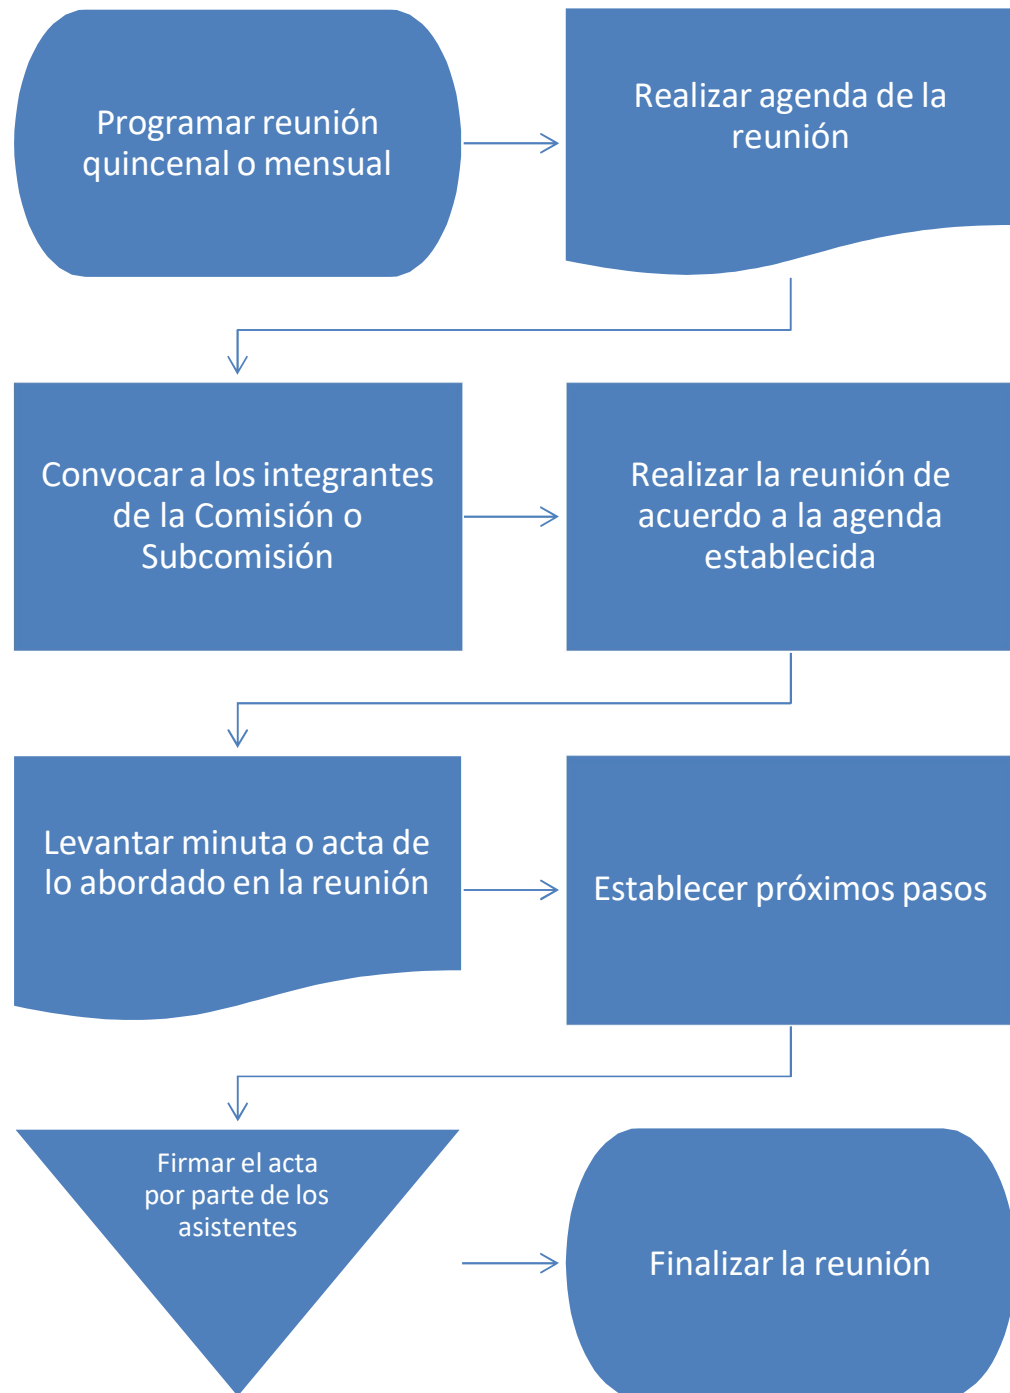 Programar reunión
quincenal o mensual
Realizar agenda de la
reunión
Convocar a los integrantes
de la Comisión o
Subcomisión
Realizar la reunión de
acuerdo a la agenda
establecida
Levantar minuta o acta de
lo abordado en la reunión
Establecer próximos pasos
Firmar el acta
por parte de los
asistentes
Finalizar la reunión